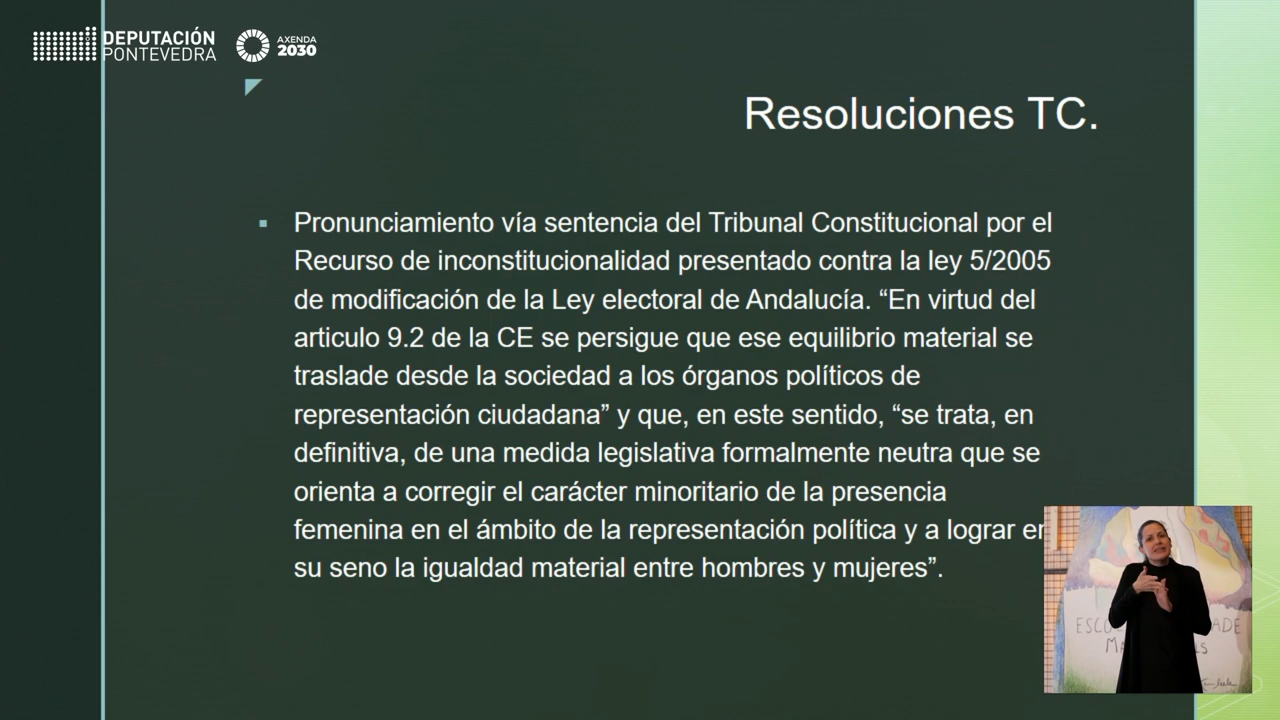 DEPUTACIÓN
PONTEVEDRA
AXENDA
2030
Resoluciones TC.
Pronunciamiento vía sentencia del Tribunal Constitucional por el
Recurso de inconstitucionalidad presentado contra la ley 5/2005
de modificación de la Ley electoral de Andalucía. “En virtud del
articulo 9.2 de la CE se persigue que ese equilibrio material se
traslade desde la sociedad a los órganos políticos de
representación ciudadana” y que, en este sentido, “se trata, en
definitiva, de una medida legislativa formalmente neutra que se
orienta a corregir el carácter minoritario de la presencia
femenina en el ámbito de la representación política y a lograr en
su seno la igualdad material entre hombres y mujeres”.